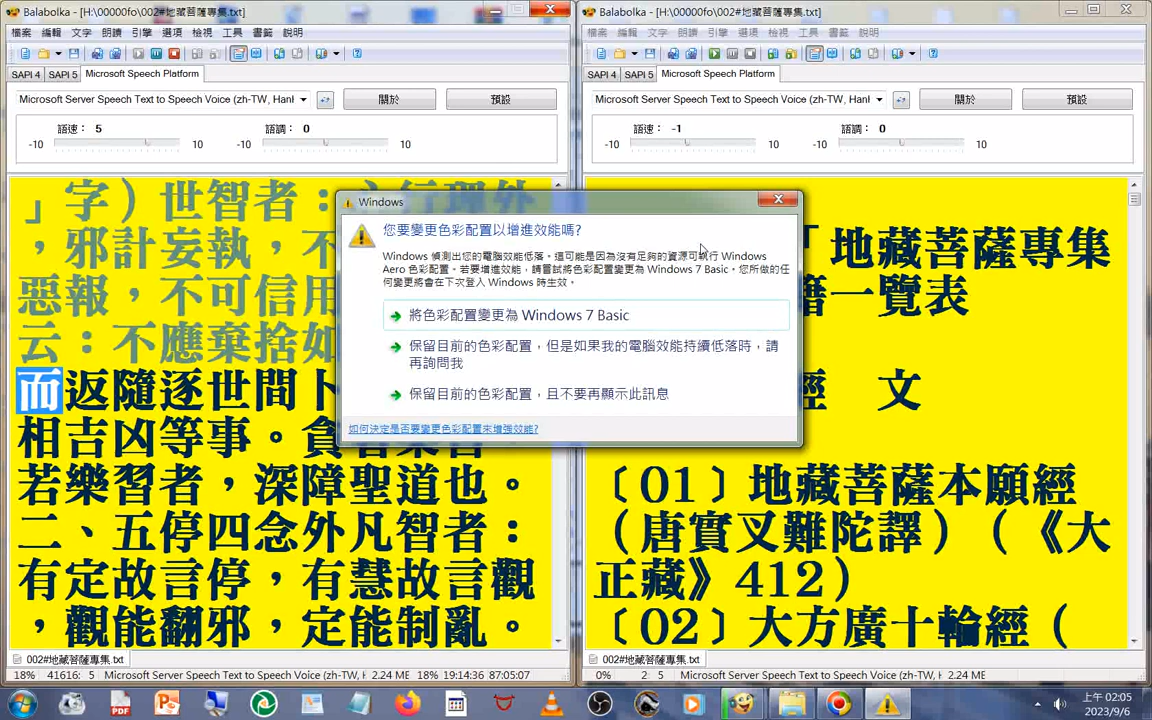 Balabolka - [H:\00000fo\002#地藏菩薩專集.txt]
檔案 編輯 文字 朗讀 引擎 選項 檢視 工具 書籤 說明
SAPI 4 SAPI 5 Microsoft Speech Platform
Microsoft Server Speech Text to Speech Voice (zh-TW, Hanl
關於 預設
語速： 5 語調： 0
-10 10 -10 10
」字）世智者：心行理外
，邪計妄執，不
惡報，不可信用
云：不應棄捨如
而返隨逐世間卜
相吉凶等事。
若樂習者，深障聖道也。
二、五停四念外凡智者：
有定故言停，有慧故言觀
，觀能翻邪，定能制亂。
002#地藏菩薩專集.txt
18% 41616: 5 Microsoft Server Speech Text to Speech Voice (zh-TW, H 2.24 ME 18% 19:14:36 87:05:07
Balabolka - [H:\00000fo\002#地藏菩薩專集.txt]
檔案 編輯 文字 朗讀 引擎 選項 檢視 工具 書籤 說明
SAPI 4 SAPI 5 Microsoft Speech Platform
Microsoft Server Speech Text to Speech Voice (zh-TW, Hanl
關於 預設
語速： -1 語調： 0
-10 10 -10 10
「地藏菩薩專集
籍一覽表
經 文
〔01〕地藏菩薩本願經
（唐實叉難陀譯）（《大
正藏》412）
〔02〕大方廣十輪經（
002#地藏菩薩專集.txt
0% 2: 5 Microsoft Server Speech Text to Speech Voice (zh-TW, H 2.24 ME
Windows
您要變更色彩配置以增進效能嗎?
Windows 偵測出您的電腦效能低落。這可能是因為沒有足夠的資源可執行 Windows
Aero 色彩配置。若要增進效能，請嘗試將色彩配置變更為 Windows 7 Basic。您所做的任
何變更將會在下次登入 Windows 時生效。
將色彩配置變更為 Windows 7 Basic
保留目前的色彩配置，但是如果我的電腦效能持續低落時，請
再詢問我
保留目前的色彩配置，且不要再顯示此訊息
如何決定是否要變更色彩配置來增強效能?
PDF
上午 02:05
2023/9/6